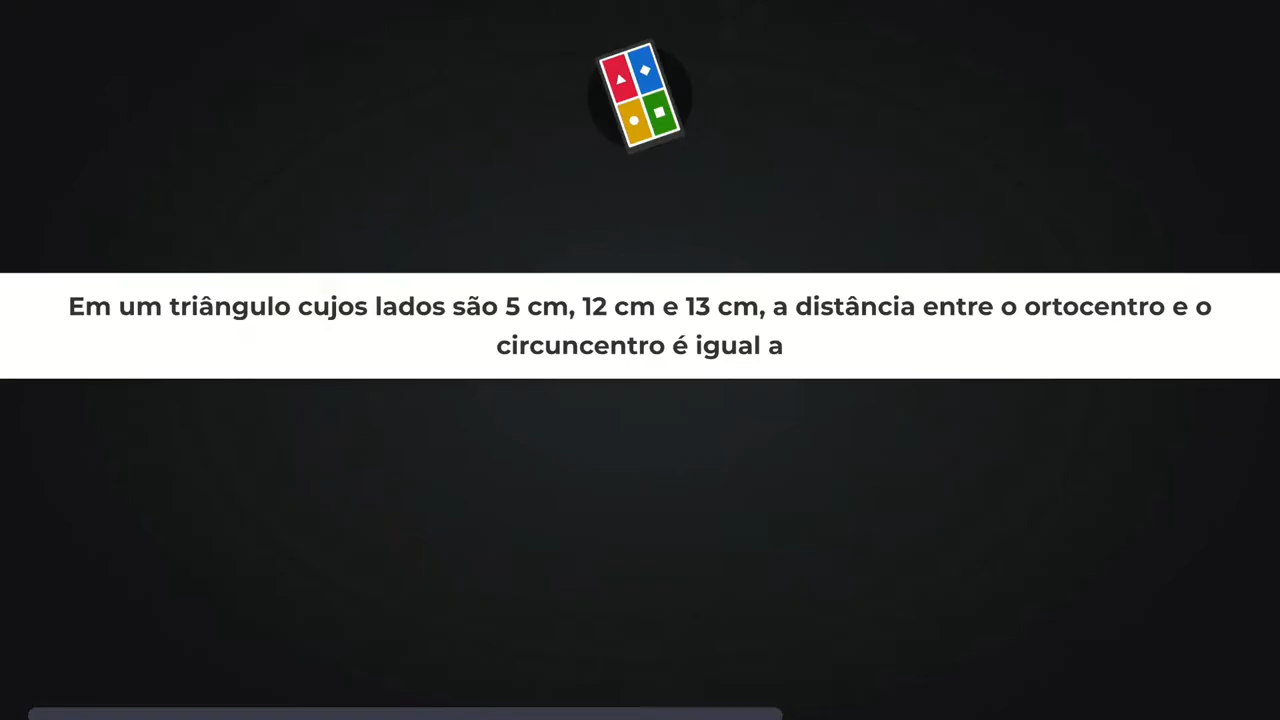 Em um triângulo cujos lados são 5 cm, 12 cm e 13 cm, a distância entre o ortocentro e o
circuncentro é igual a